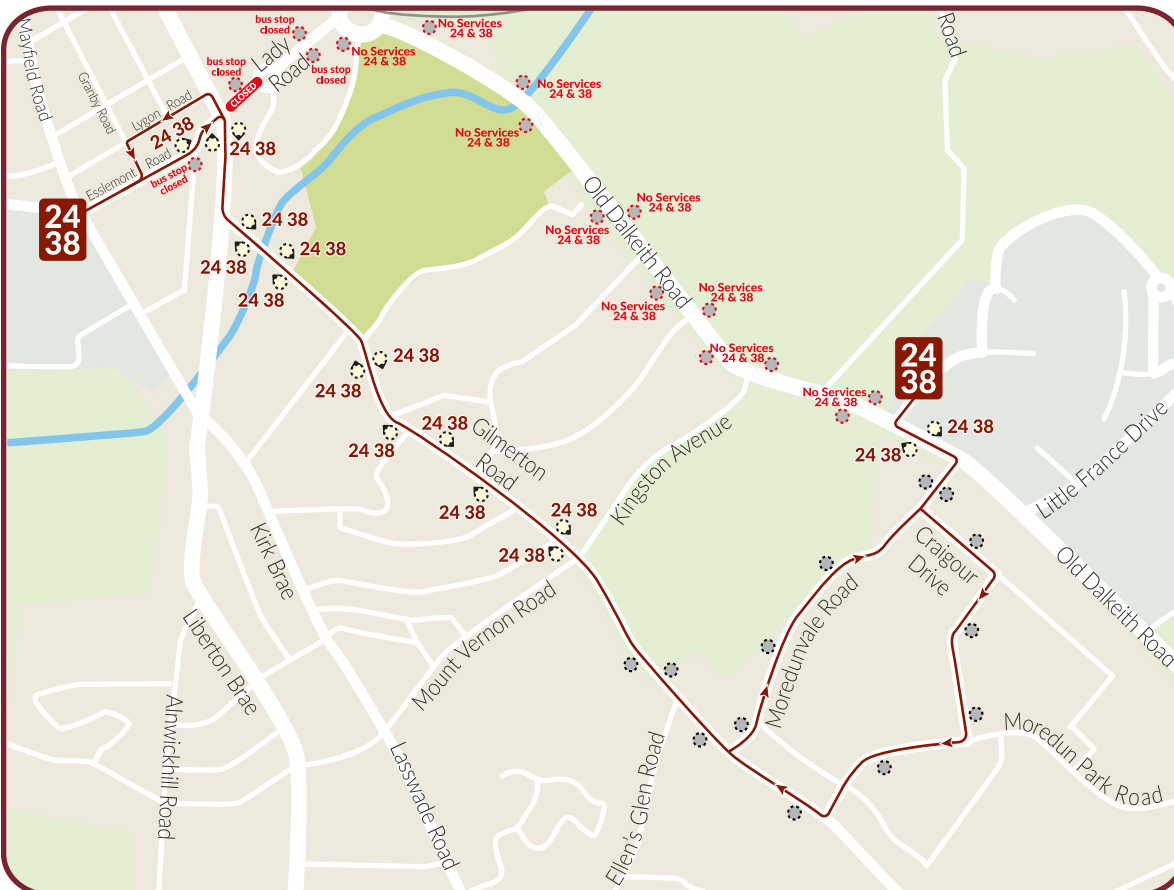 bus stop
closed
No Services
24 & 38
Lady
Road
No Services
24 & 38
bus stop
closed
bus stop
closed
CLOSED
Road
Mayfield Road
Granby Road
Lygon Road
24 38
24 38
Esslemont Road
bus stop
closed
No Services
24 & 38
No Services
24 & 38
24
38
24 38
24 38
24 38
24 38
No Services
24 & 38
No Services
24 & 38
Old Dalkeith Road
No Services
24 & 38
No Services
24 & 38
No Services
24 & 38
No Services
24 & 38
24
38
24 38
24 38
24 38
24 38
24 38
24 38
Gilmerton
Road
24 38
24 38
24 38
24 38
Kingston Avenue
Little France Drive
Old Dalkeith Road
Craigour
Drive
Kirk Brae
Liberton Brae
Mount Vernon Road
Moredunvale Road
Moredun Park Road
Alnwickhill Road
Lasswade Road
Ellen's Glen Road